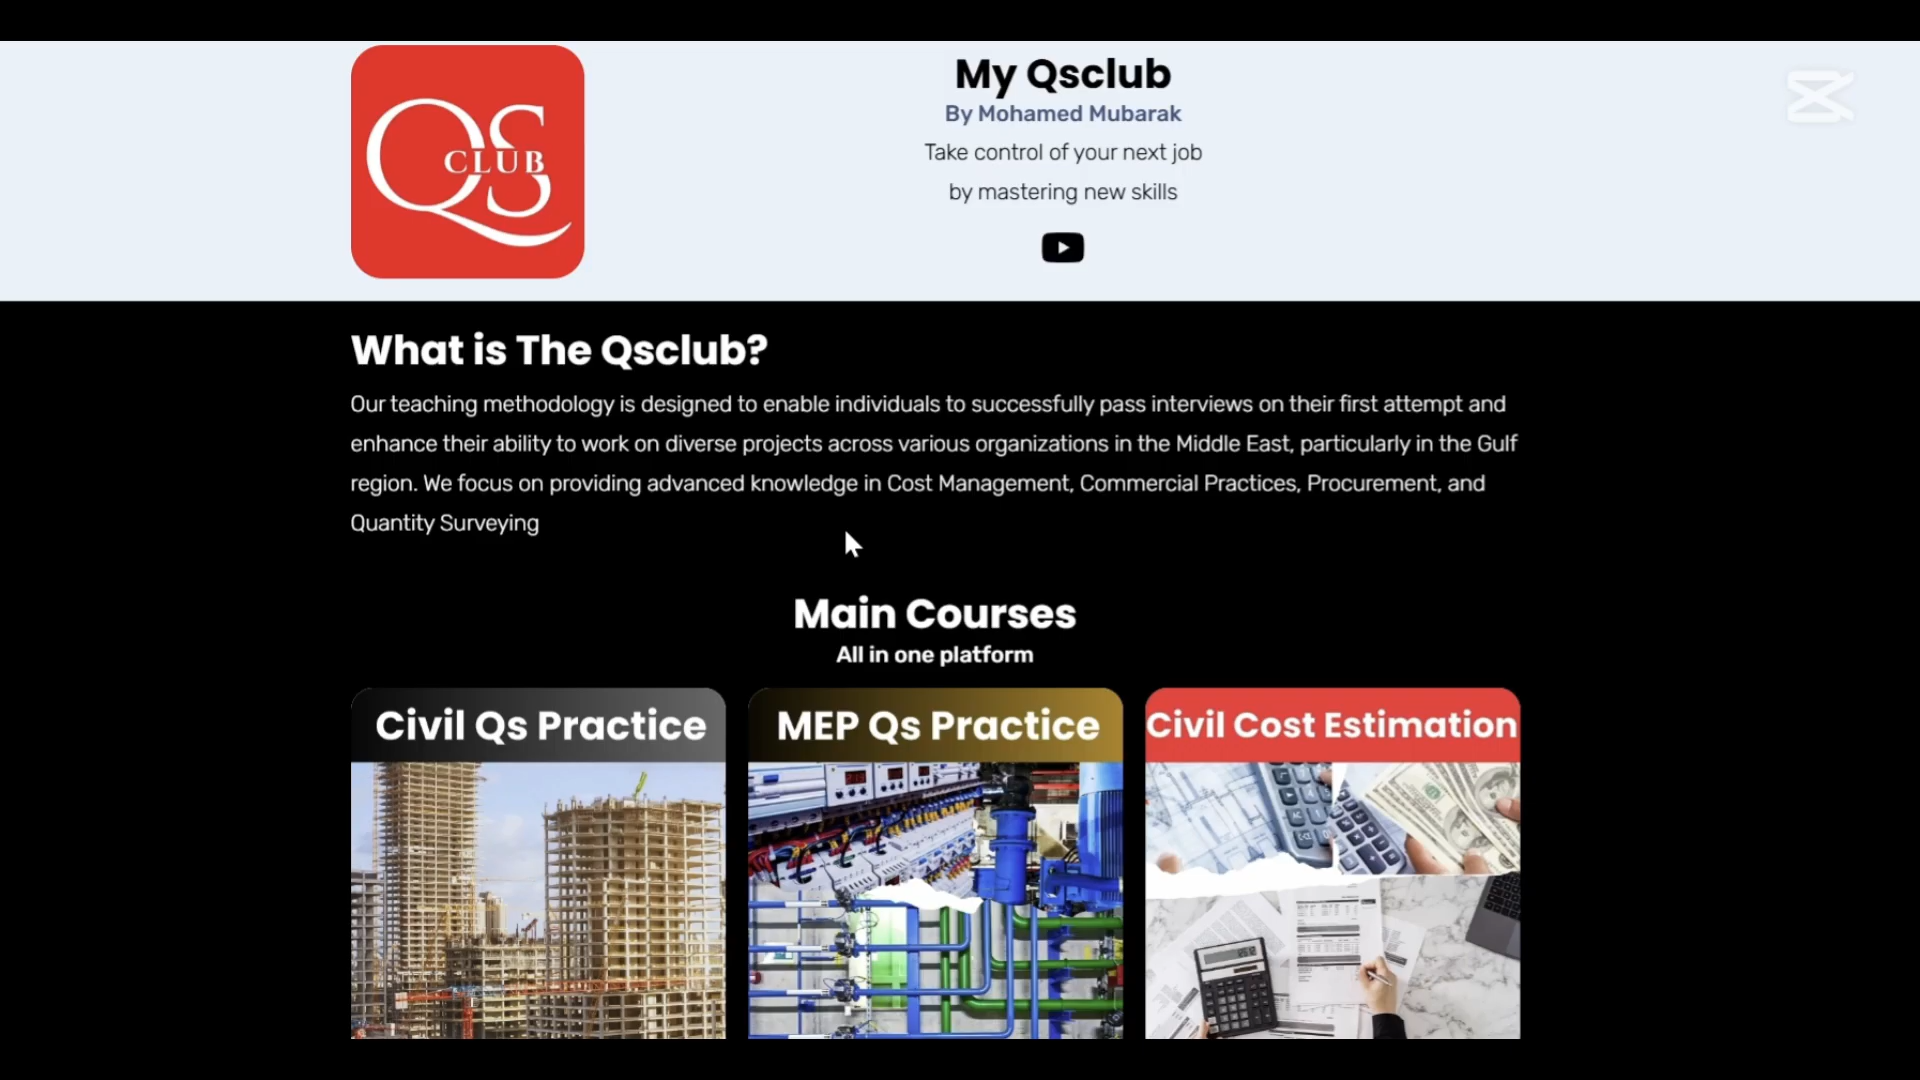 QS
CLUB
My Qsclub
By Mohamed Mubarak
Take control of your next job
by mastering new skills
What is The Qsclub?
Our teaching methodology is designed to enable individuals to successfully pass interviews on their first attempt and
enhance their ability to work on diverse projects across various organizations in the Middle East, particularly in the Gulf
region. We focus on providing advanced knowledge in Cost Management, Commercial Practices, Procurement, and
Quantity Surveying
Main Courses
All in one platform
Civil Qs Practice
MEP Qs Practice
Civil Cost Estimation